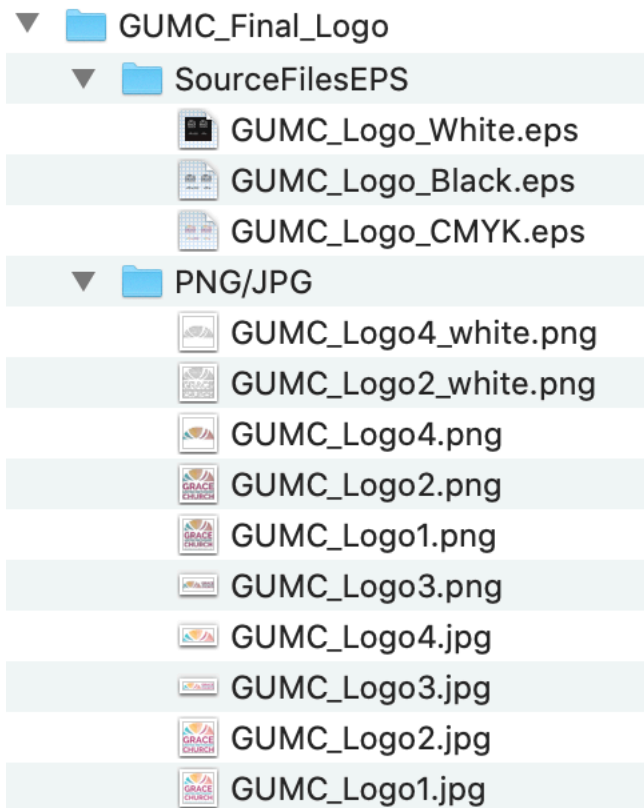 GUMC_Final_Logo
SourceFilesEPS
GUMC_Logo_White.eps
GUMC_Logo_Black.eps
GUMC_Logo_CMYK.eps
PNG/JPG
GUMC_Logo4_white.png
GUMC_Logo2_white.png
GUMC_Logo4.png
GUMC_Logo2.png
GUMC_Logo1.png
GUMC_Logo3.png
GUMC_Logo4.jpg
GUMC_Logo3.jpg
GUMC_Logo2.jpg
GUMC_Logo1.jpg